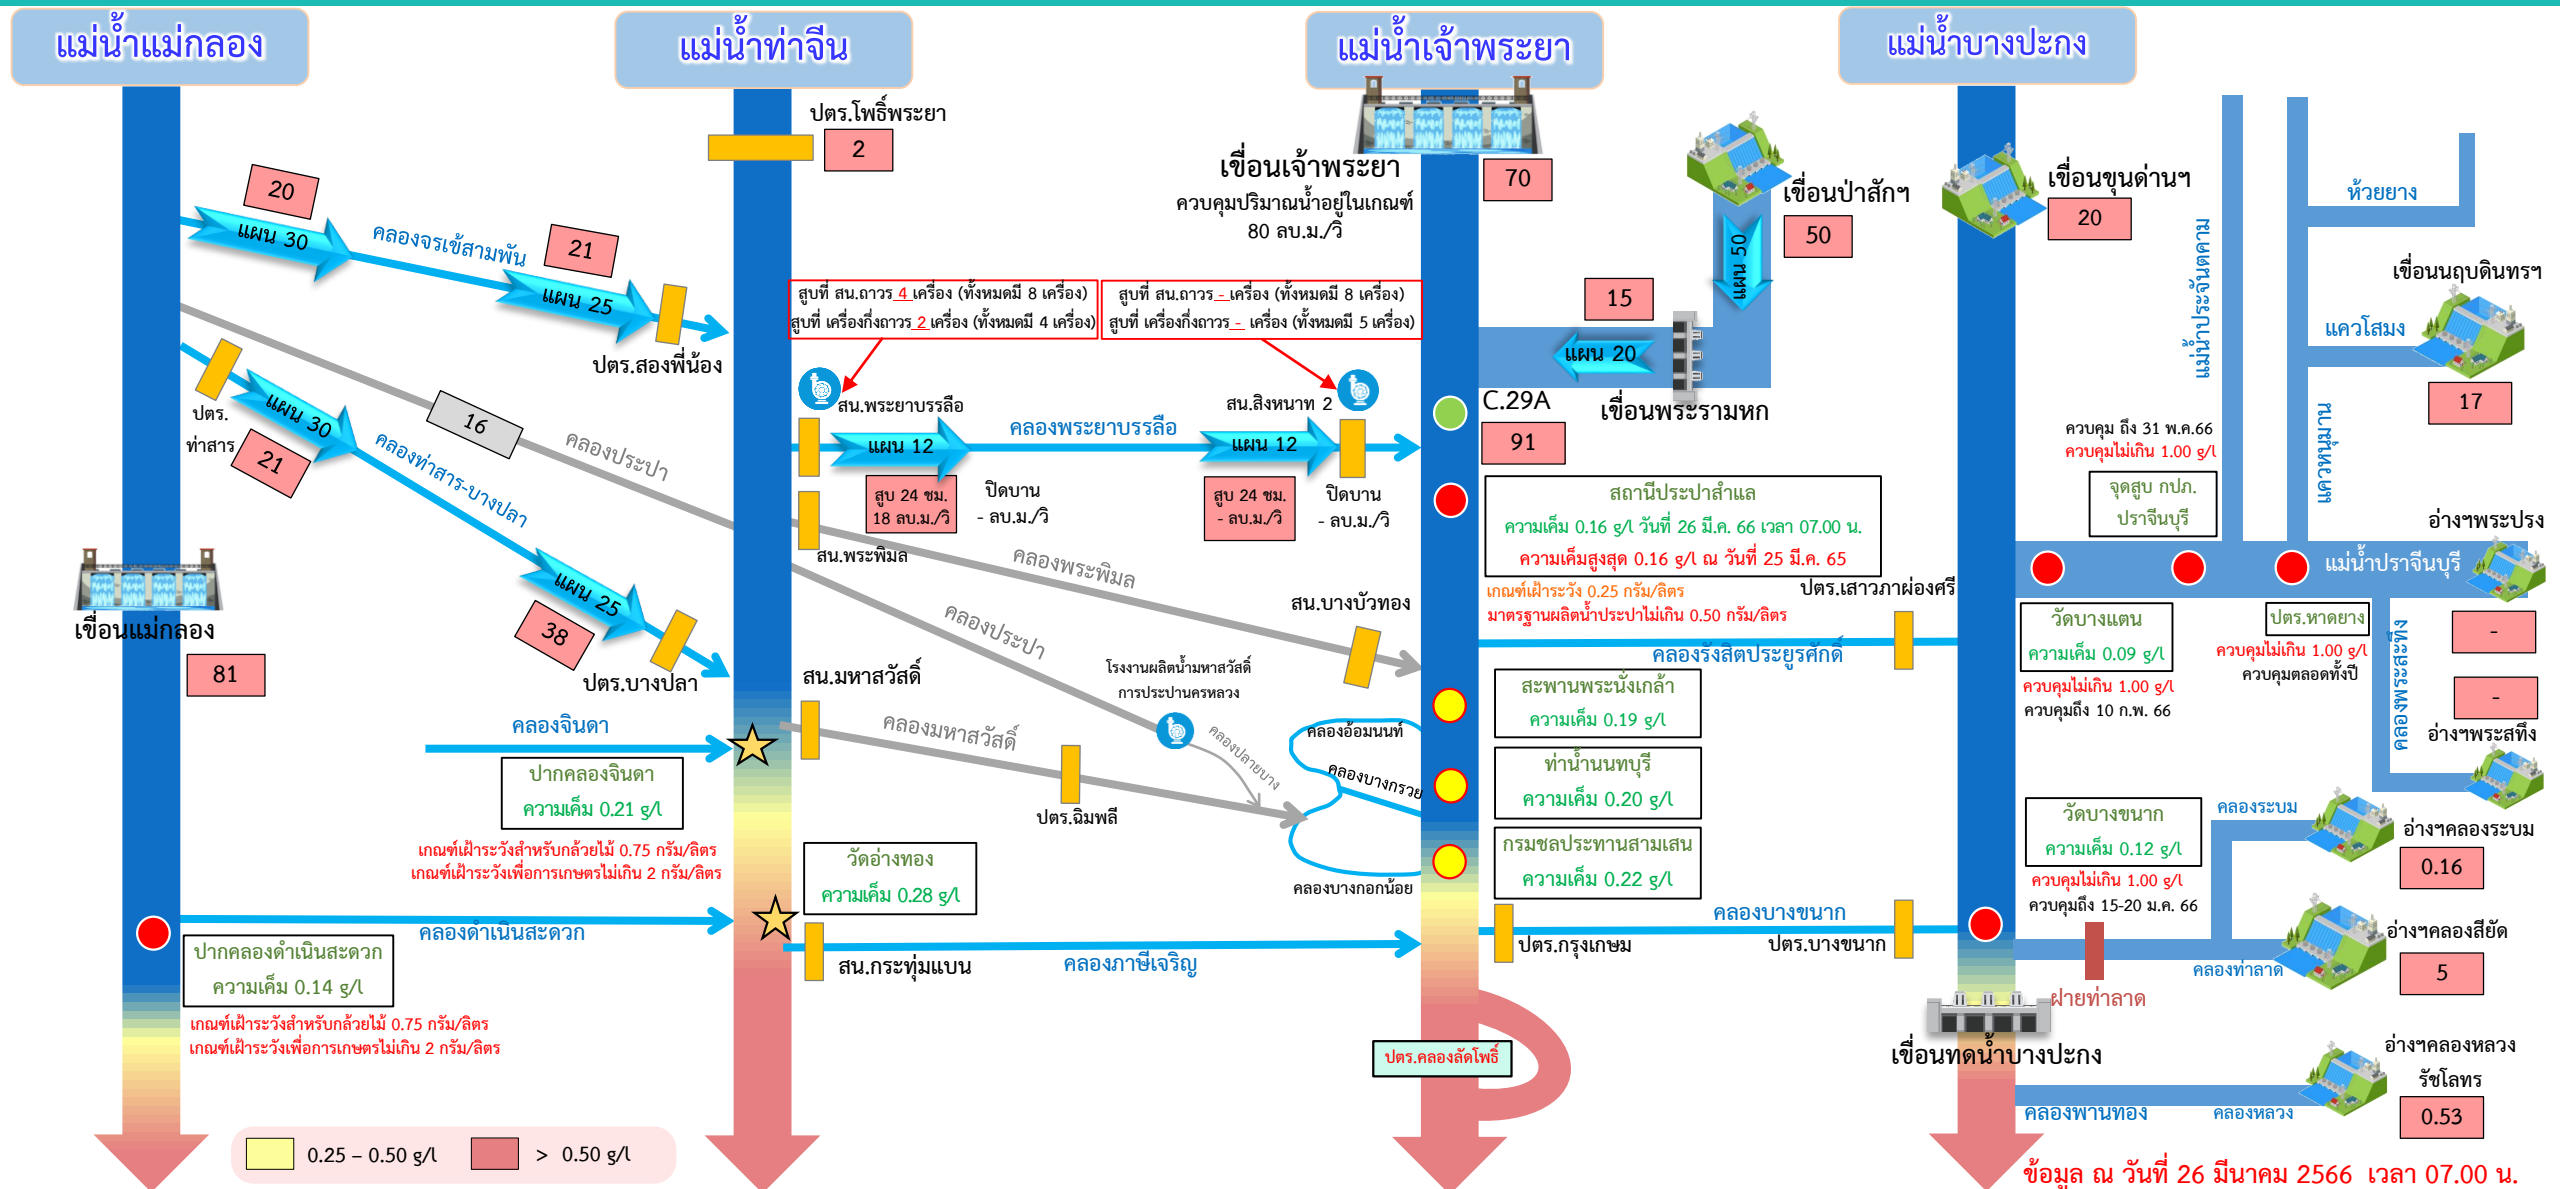 แม่น้ำแม่กลอง
แม่น้ำท่าจีน
แม่น้ำเจ้าพระยา
แม่น้ำบางปะกง
ปตร.โพธิ์พระยา
2
20
แผน 30
คลองจรเข้สามพัน
21
แผน 25
ปตร.สองพี่น้อง
ปตร.
ท่าสาร
แผน 30
21
16
คลองประปา
คลองท่าสาร-บางปลา
แผน 25
38
ปตร.บางปลา
เขื่อนแม่กลอง
81
คลองจินดา
ปากคลองจินดา
ความเค็ม 0.21 g/l
เกณฑ์เฝ้าระวังสำหรับกล้วยไม้ 0.75 กรัม/ลิตร
เกณฑ์เฝ้าระวังเพื่อการเกษตรไม่เกิน 2 กรัม/ลิตร
คลองดำเนินสะดวก
ปากคลองดำเนินสะดวก
ความเค็ม 0.14 g/l
เกณฑ์เฝ้าระวังสำหรับกล้วยไม้ 0.75 กรัม/ลิตร
เกณฑ์เฝ้าระวังเพื่อการเกษตรไม่เกิน 2 กรัม/ลิตร
0.25 – 0.50 g/l
> 0.50 g/l
เขื่อนเจ้าพระยา
ควบคุมปริมาณน้ำอยู่ในเกณฑ์
80 ลบ.ม./วิ
70
สูบที่ สน.ถาวร 4 เครื่อง (ทั้งหมดมี 8 เครื่อง)
สูบที่ เครื่องกึ่งถาวร 2 เครื่อง (ทั้งหมดมี 4 เครื่อง)
สูบที่ สน.ถาวร - เครื่อง (ทั้งหมดมี 8 เครื่อง)
สูบที่ เครื่องกึ่งถาวร - เครื่อง (ทั้งหมดมี 5 เครื่อง)
สน.พระยาบรรลือ
แผน 12
คลองพระยาบรรลือ
สน.สิงหนาท 2
แผน 12
สูบ 24 ชม.
18 ลบ.ม./วิ
ปิดบาน
- ลบ.ม./วิ
สูบ 24 ชม.
- ลบ.ม./วิ
ปิดบาน
- ลบ.ม./วิ
สน.พระพิมล
คลองพระพิมล
สน.บางบัวทอง
คลองประปา
โรงงานผลิตน้ำมหาสวัสดิ์
การประปานครหลวง
สน.มหาสวัสดิ์
คลองมหาสวัสดิ์
ปตร.ฉิมพลี
คลองปลายบาง
คลองอ้อมนนท์
คลองบางกรวย
คลองบางกอกน้อย
วัดอ่างทอง
ความเค็ม 0.28 g/l
สน.กระทุ่มแบน
คลองภาษีเจริญ
เขื่อนป่าสักฯ
50
แผน 50
15
แผน 20
เขื่อนพระรามหก
C.29A
91
สถานีประปาสำแล
ความเค็ม 0.16 g/l วันที่ 26 มี.ค. 66 เวลา 07.00 น.
ความเค็มสูงสุด 0.16 g/l ณ วันที่ 25 มี.ค. 65
เกณฑ์เฝ้าระวัง 0.25 กรัม/ลิตร
มาตรฐานผลิตน้ำประปาไม่เกิน 0.50 กรัม/ลิตร
ปตร.เสาวภาผ่องศรี
คลองรังสิตประยูรศักดิ์
สะพานพระนั่งเกล้า
ความเค็ม 0.19 g/l
ท่าน้ำนนทบุรี
ความเค็ม 0.20 g/l
กรมชลประทานสามเสน
ความเค็ม 0.22 g/l
ปตร.กรุงเกษม
คลองบางขนาก
ปตร.บางขนาก
ปตร.คลองลัดโพธิ์
เขื่อนขุนด่านฯ
20
แม่น้ำประจันตคาม
ห้วยยาง
เขื่อนนฤบดินทรฯ
แควโสมง
17
แควหนุมาน
ควบคุม ถึง 31 พ.ค.66
ควบคุมไม่เกิน 1.00 g/l
จุดสูบ กปภ.
ปราจีนบุรี
อ่างฯพระปรง
แม่น้ำปราจีนบุรี
-
วัดบางแตน
ความเค็ม 0.09 g/l
ควบคุมไม่เกิน 1.00 g/l
ควบคุมถึง 10 ก.พ. 66
ปตร.หาดยาง
ควบคุมไม่เกิน 1.00 g/l
ควบคุมตลอดทั้งปี
คลองพระสะทึง
-
อ่างฯพระสทึง
วัดบางขนาก
ความเค็ม 0.12 g/l
ควบคุมไม่เกิน 1.00 g/l
ควบคุมถึง 15-20 ม.ค. 66
คลองระบม
อ่างฯคลองระบม
0.16
อ่างฯคลองสียัด
5
คลองท่าลาด
ฝายท่าลาด
เขื่อนทดน้ำบางปะกง
อ่างฯคลองหลวง
รัชโลทร
0.53
คลองพานทอง
คลองหลวง
ข้อมูล ณ วันที่ 26 มีนาคม 2566 เวลา 07.00 น.